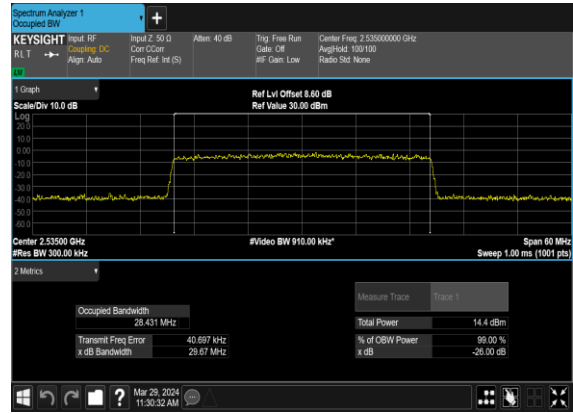 Spectrum Analyzer 1
Occupied BW
+
KEYSIGHT Input: RF Input Z: 50 Ω Atten: 40 dB Trig: Free Run Center Freq: 2.535000000 GHz
RLT Coupling: DC Corr CCorr Gate: Off Avg|Hold: 100/100
Align: Auto Freq Ref: Int (S) #IF Gain: Low Radio Std: None
LXI
1 Graph
Ref Lvl Offset 8.60 dB
Scale/Div 10.0 dB Ref Value 30.00 dBm
Log
20.0
10.0
0.00
-10.0
-20.0
-30.0
-40.0
-50.0
-60.0
Center 2.53500 GHz #Video BW 910.00 kHz* Span 60 MHz
#Res BW 300.00 kHz Sweep 1.00 ms (1001 pts)
2 Metrics
Measure Trace Trace 1
Occupied Bandwidth
28.431 MHz Total Power 14.4 dBm
Transmit Freq Error 40.697 kHz % of OBW Power 99.00 %
x dB Bandwidth 29.67 MHz x dB -26.00 dB
? Mar 29, 2024
11:30:32 AM